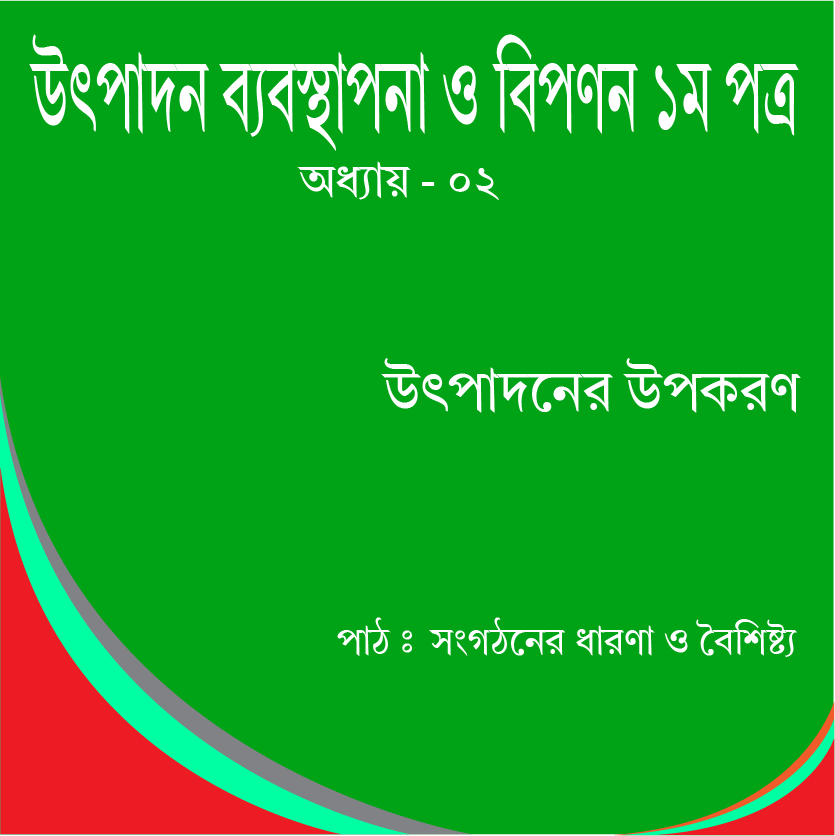 উৎপাদন ব্যবস্থাপনা ও বিপণন ১ম পত্র
অধ্যায় - ০২
উৎপাদনের উপকরণ
পাঠ ঃ সংগঠনের ধারণা ও বৈশিষ্ট্য